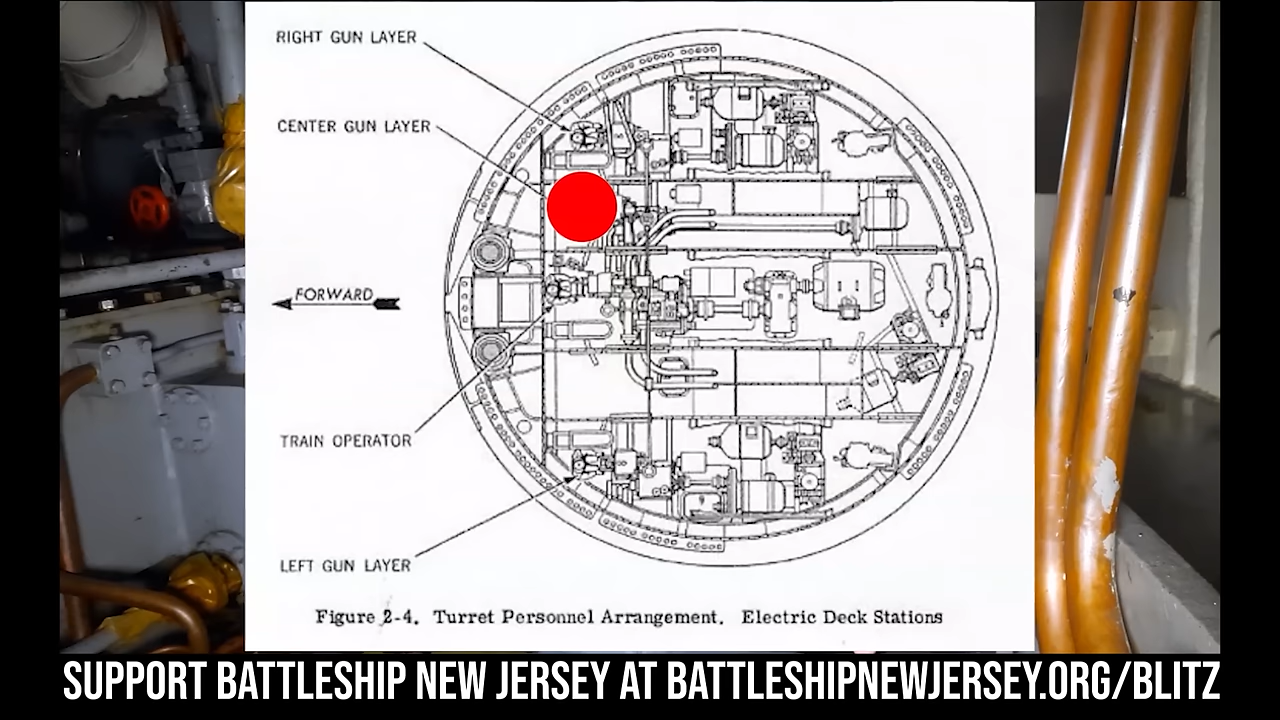 RIGHT GUN LAYER
CENTER GUN LAYER
FORWARD
TRAIN OPERATOR
LEFT GUN LAYER
Figure 2-4. Turret Personnel Arrangement. Electric Deck Stations
SUPPORT BATTLESHIP NEW JERSEY AT BATTLESHIPNEWJERSEY.ORG/BLITZ